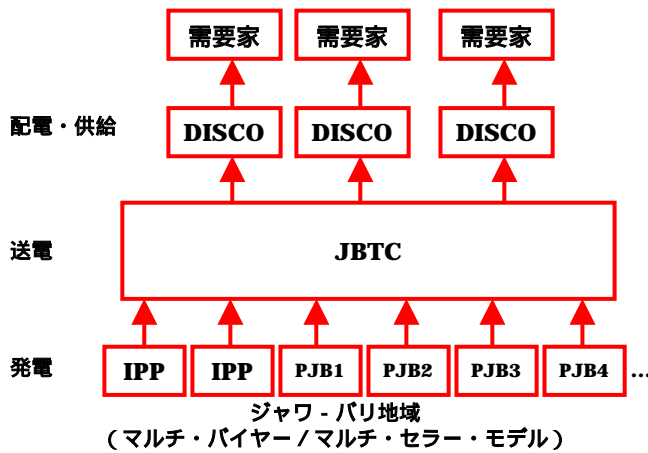 需要家 需要家 需要家
配電・供給 DISCO DISCO DISCO
送電 JBTC
発電 IPP IPP PJB1 PJB2 PJB3 PJB4 …
ジャワ - バリ地域
（マルチ・バイヤー / マルチ・セラー・モデル）